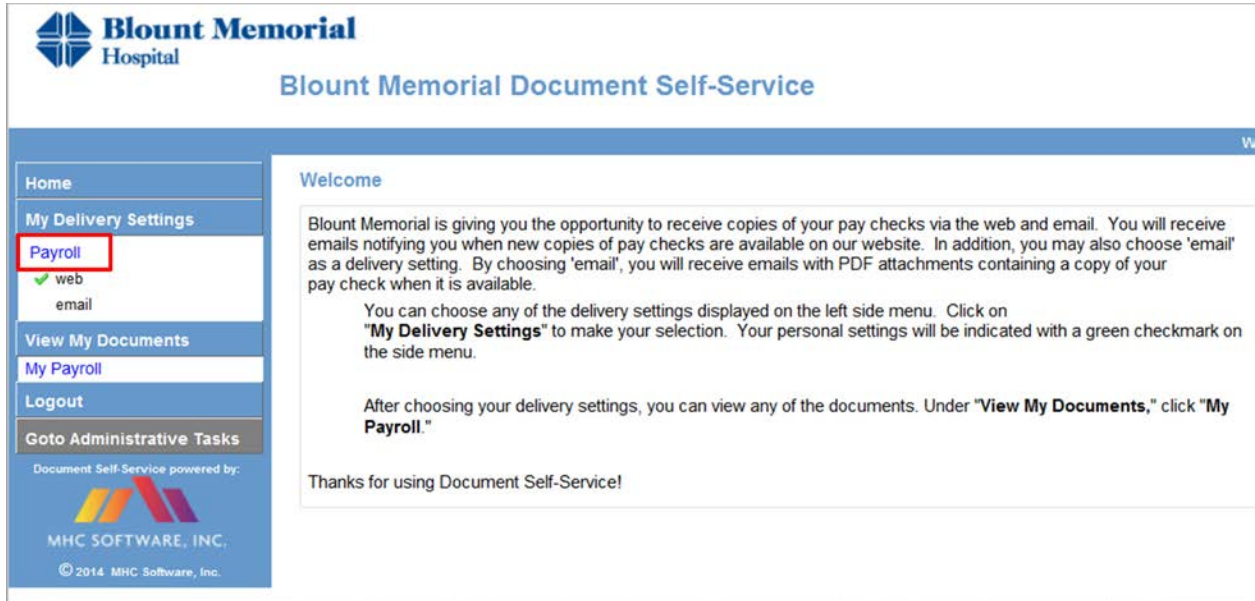 Blount Memorial
Hospital
Blount Memorial Document Self-Service
Home
My Delivery Settings
Payroll
web
email
View My Documents
My Payroll
Logout
Goto Administrative Tasks
Document Self-Service powered by:
MHC SOFTWARE, INC.
© 2014 MHC Software, Inc.
Welcome
Blount Memorial is giving you the opportunity to receive copies of your pay checks via the web and email. You will receive
emails notifying you when new copies of pay checks are available on our website. In addition, you may also choose 'email'
as a delivery setting. By choosing 'email', you will receive emails with PDF attachments containing a copy of your
pay check when it is available.
You can choose any of the delivery settings displayed on the left side menu. Click on
"My Delivery Settings" to make your selection. Your personal settings will be indicated with a green checkmark on
the side menu.
After choosing your delivery settings, you can view any of the documents. Under "View My Documents," click "My
Payroll."
Thanks for using Document Self-Service!